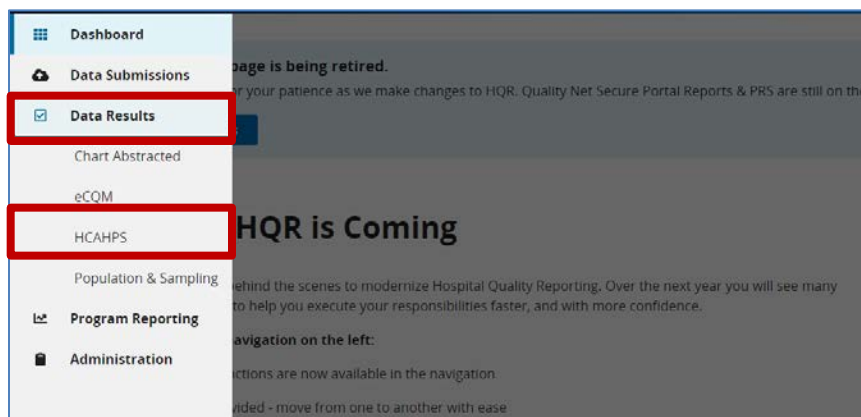 Dashboard
Data Submissions
Data Results
Chart Abstracted
eCQM
HCAHPS
Population & Sampling
Program Reporting
Administration
page is being retired.
or your patience as we make changes to HQR. Quality Net Secure Portal Reports & PRS are still on the
HQR is Coming
behind the scenes to modernize Hospital Quality Reporting. Over the next year you will see many
to help you execute your responsibilities faster, and with more confidence.
navigation on the left:
are now available in the navigation
move from one to another with ease